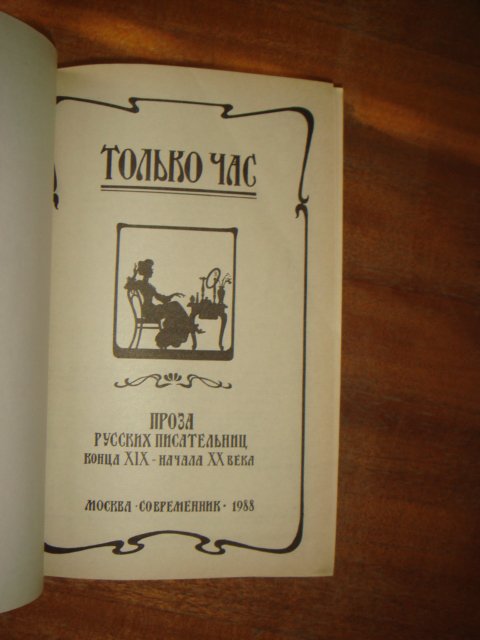 ТОЛЬКО ЧАС
ПРОЗА
РУССКИХ ПИСАТЕЛЬНИЦ
КОНЦА XIX - НАЧАЛА XX ВЕКА
МОСКВА · СОВРЕМЕННИК · 1988